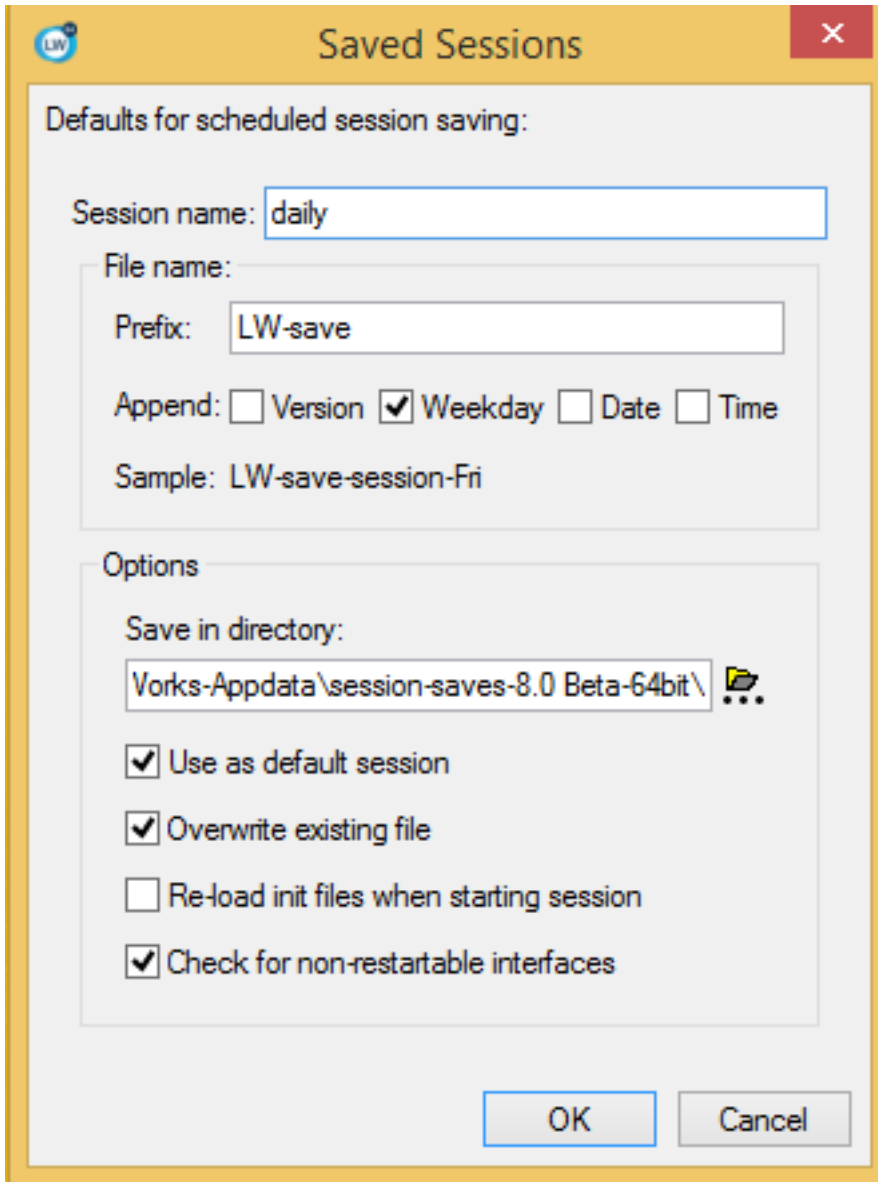 LW
Saved Sessions
Defaults for scheduled session saving:
Session name: daily
File name:
Prefix: LW-save
Append: Version Weekday Date Time
Sample: LW-save-session-Fri
Options
Save in directory:
Vorks-Appdata\session-saves-8.0 Beta-64bit\
Use as default session
Overwrite existing file
Re-load init files when starting session
Check for non-restartable interfaces
OK Cancel